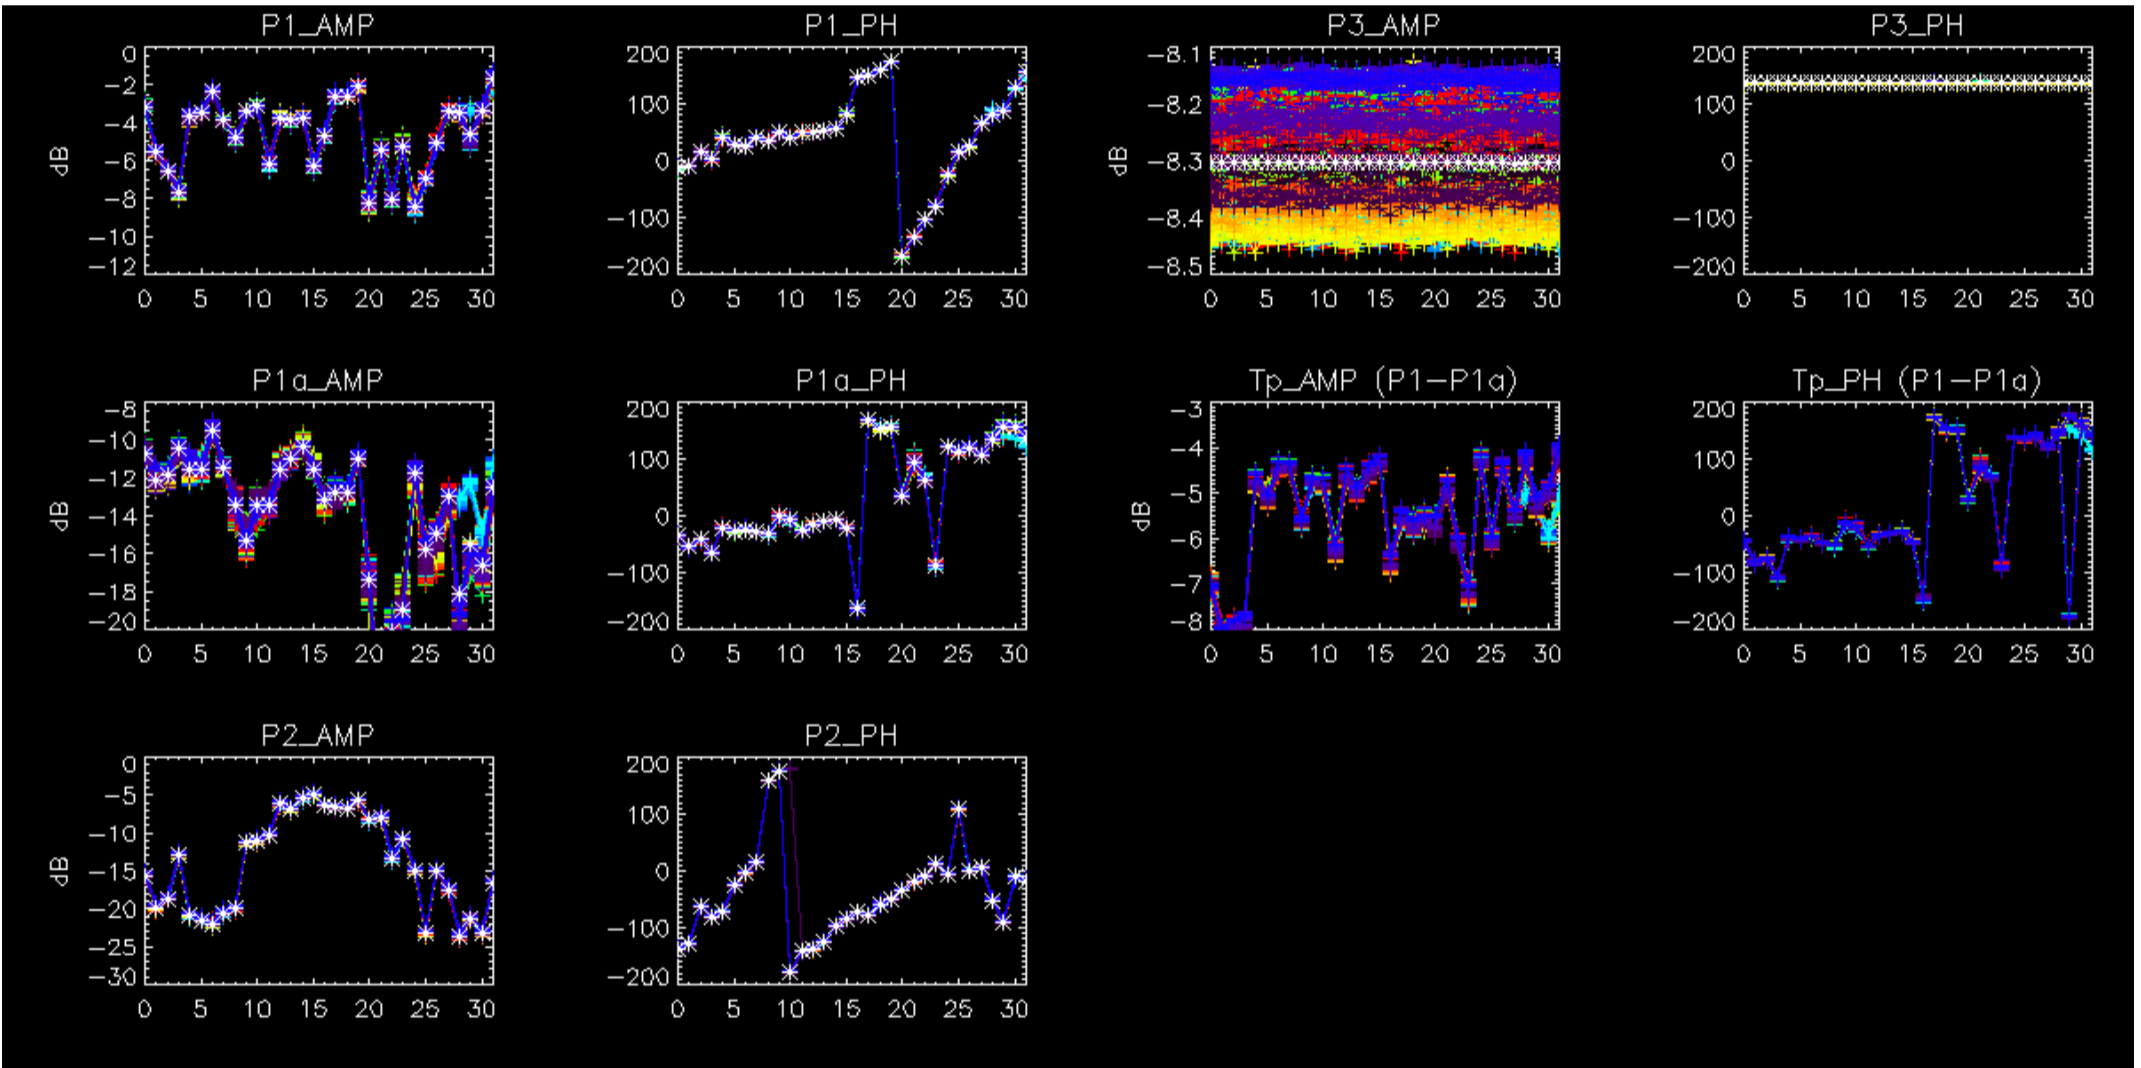 P1_AMP
0
−2
−4
−6
−8
−10
−12
dB
0 5 10 15 20 25 30
P1_PH
200
100
0
−100
−200
0 5 10 15 20 25 30
P3_AMP
−8.1
−8.2
−8.3
−8.4
−8.5
dB
0 5 10 15 20 25 30
P3_PH
200
100
0
−100
−200
0 5 10 15 20 25 30
P1a_AMP
−8
−10
−12
−14
−16
−18
−20
dB
0 5 10 15 20 25 30
P1a_PH
200
100
0
−100
−200
0 5 10 15 20 25 30
Tp_AMP (P1−P1a)
−3
−4
−5
−6
−7
−8
dB
0 5 10 15 20 25 30
Tp_PH (P1−P1a)
200
100
0
−100
−200
0 5 10 15 20 25 30
P2_AMP
0
−5
−10
−15
−20
−25
−30
dB
0 5 10 15 20 25 30
P2_PH
200
100
0
−100
−200
0 5 10 15 20 25 30